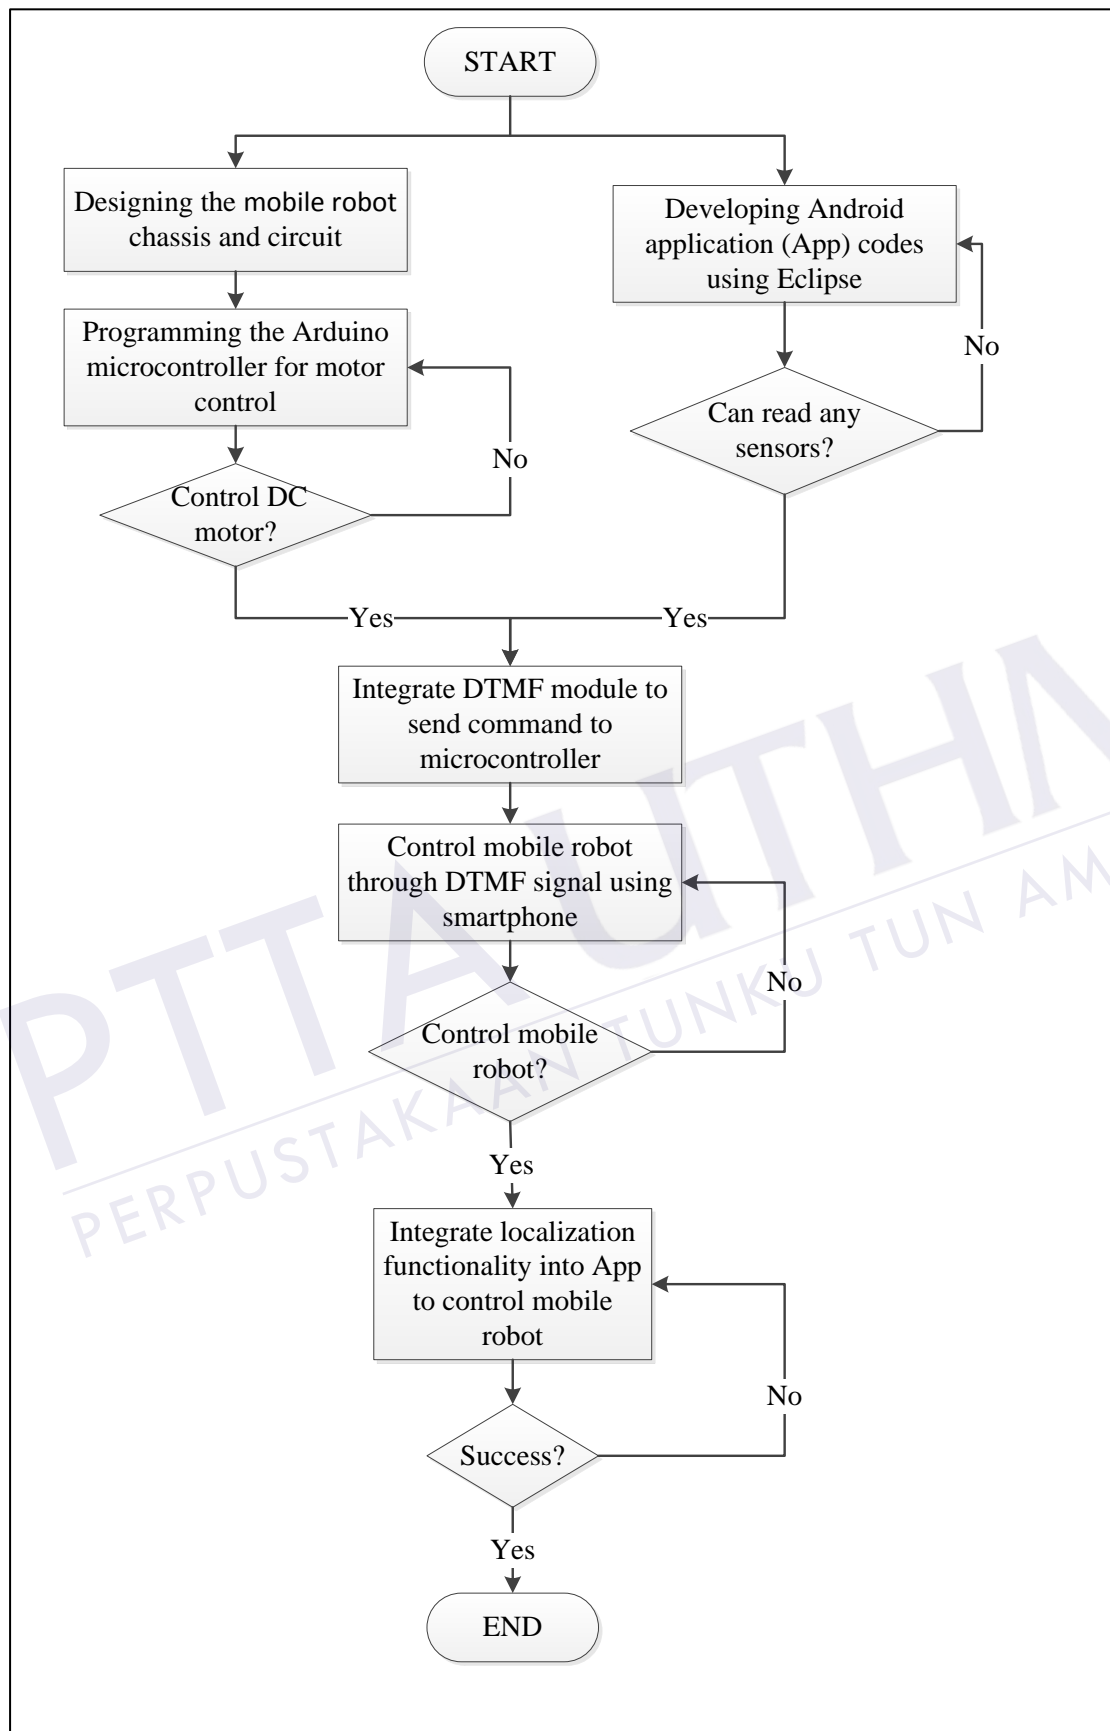 START
Designing the mobile robot
chassis and circuit
Developing Android
application (App) codes
using Eclipse
Programming the Arduino
microcontroller for motor
control
No
Can read any
sensors?
No
Control DC
motor?
Yes
Yes
Integrate DTMF module to
send command to
microcontroller
Control mobile robot
through DTMF signal using
smartphone
No
Control mobile
robot?
Yes
Integrate localization
functionality into App
to control mobile
robot
No
Success?
Yes
END
PTTA UTHM
PERPUSTAKAAN TUNKU TUN AM